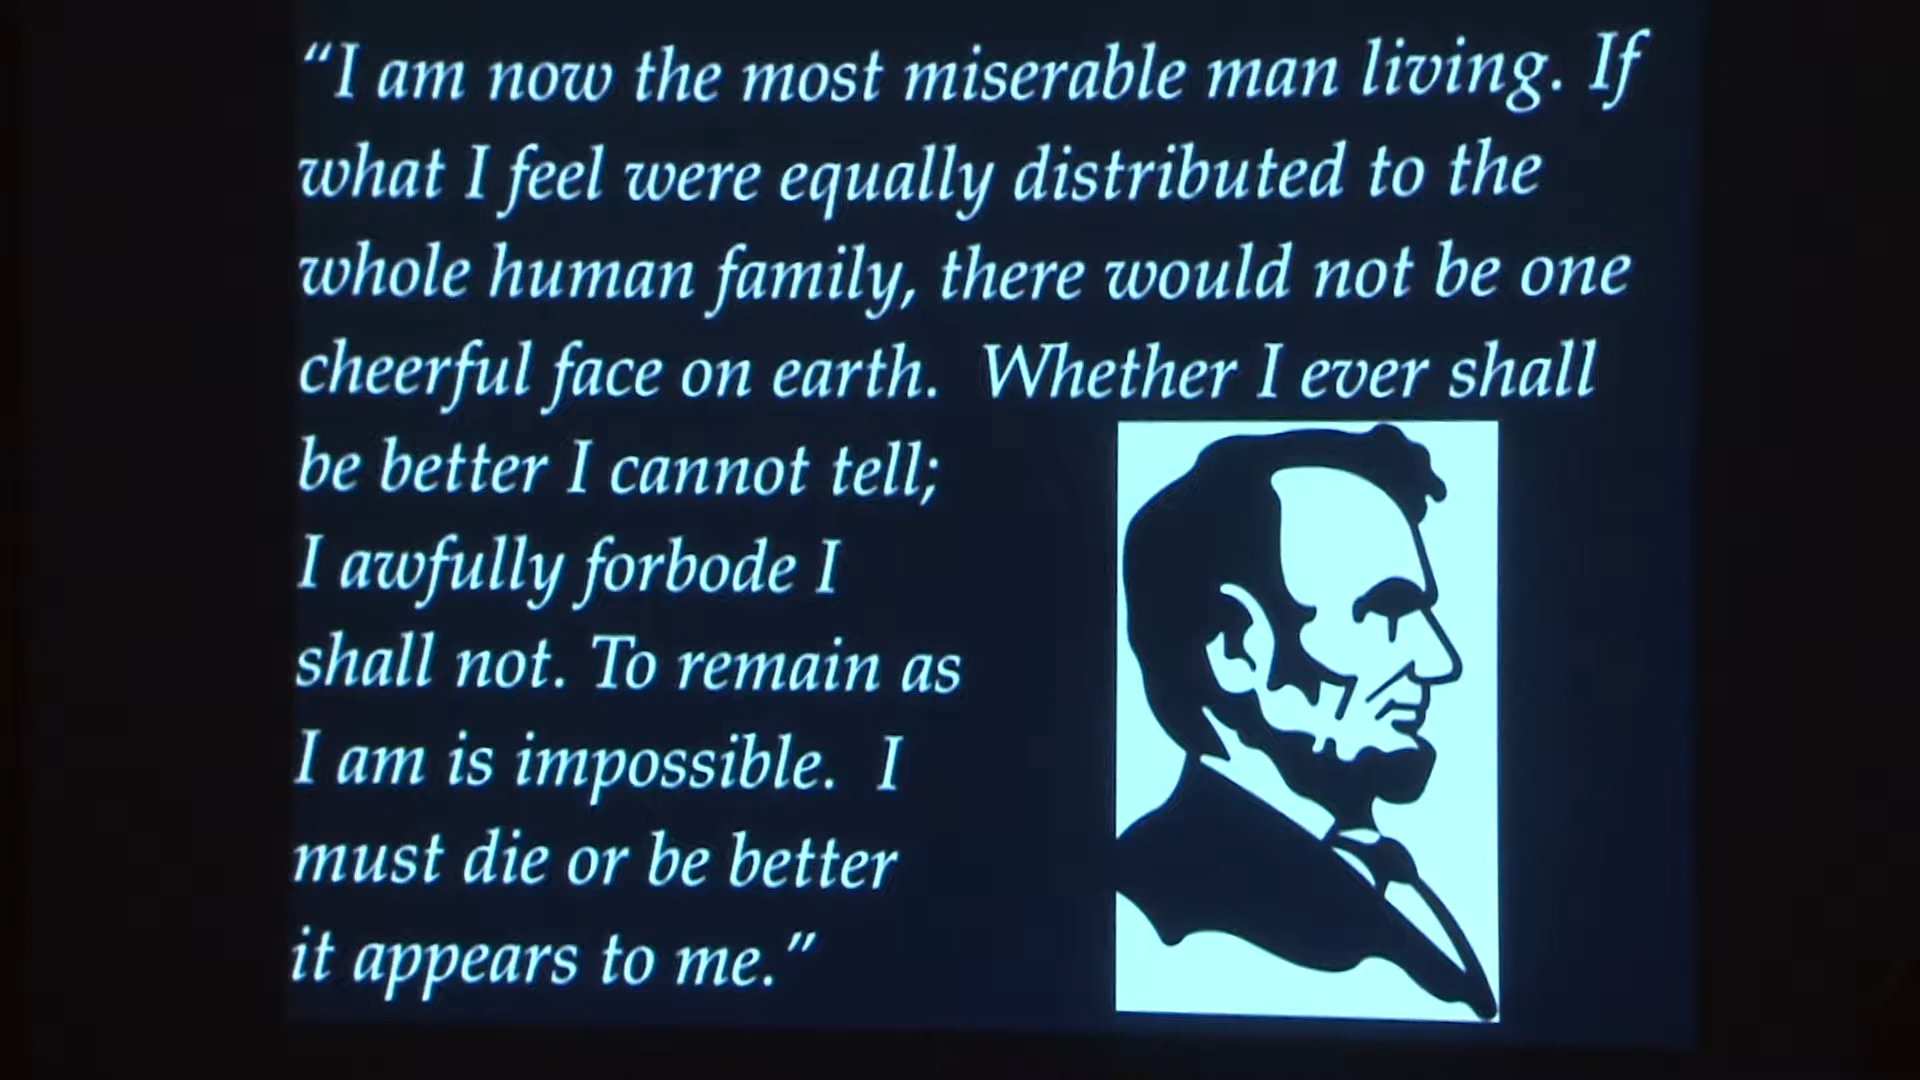 “I am now the most miserable man living. If
what I feel were equally distributed to the
whole human family, there would not be one
cheerful face on earth.  Whether I ever shall
be better I cannot tell;
I awfully forbode I
shall not. To remain as
I am is impossible.  I
must die or be better
it appears to me.”